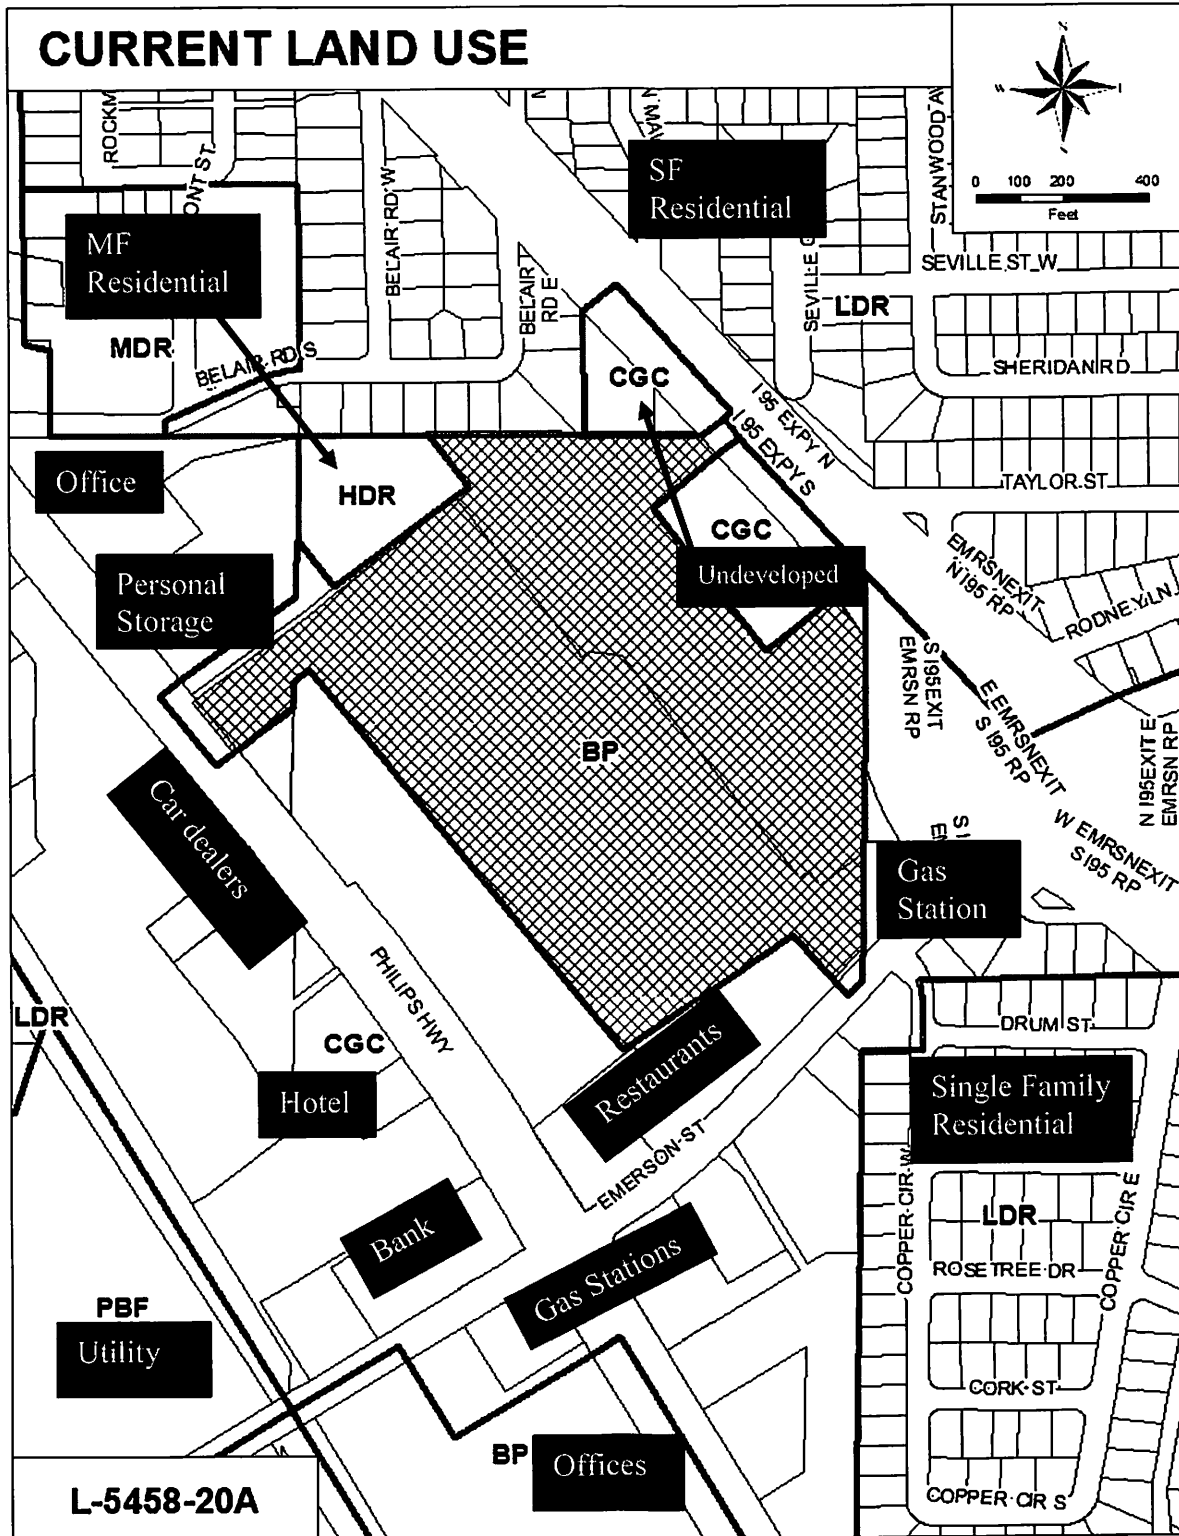 CURRENT LAND USE
0 100 200 400
Feet
ROCKM
ONT ST
BELAIR RD W
BELAIR RD E
SF
Residential
SEVILLE
STANWOOD AV
SEVILLE ST W
MF
Residential
LDR
MDR
BELAIR RD S
SHERIDAN RD
CGC
I 95 EXPY N
I 95 EXPY S
TAYLOR ST
Office
HDR
CGC
EMRSNEXIT
N I95 RP
Undeveloped
Personal
Storage
RODNEY LN
S I95EXIT
EMRSN RP
E EMRSNEXIT
S I95 RP
N I95EXIT E
EMRSN RP
BP
Car dealers
W EMRSNEXIT
S I95 RP
S I
EM
Gas
Station
PHILIPS HWY
LDR
CGC
DRUM ST
Restaurants
Hotel
Single Family
Residential
EMERSON ST
COPPER CIR W
COPPER CIR E
LDR
Bank
Gas Stations
ROSETREE DR
PBF
Utility
CORK ST
BP
Offices
COPPER CIR S
L-5458-20A